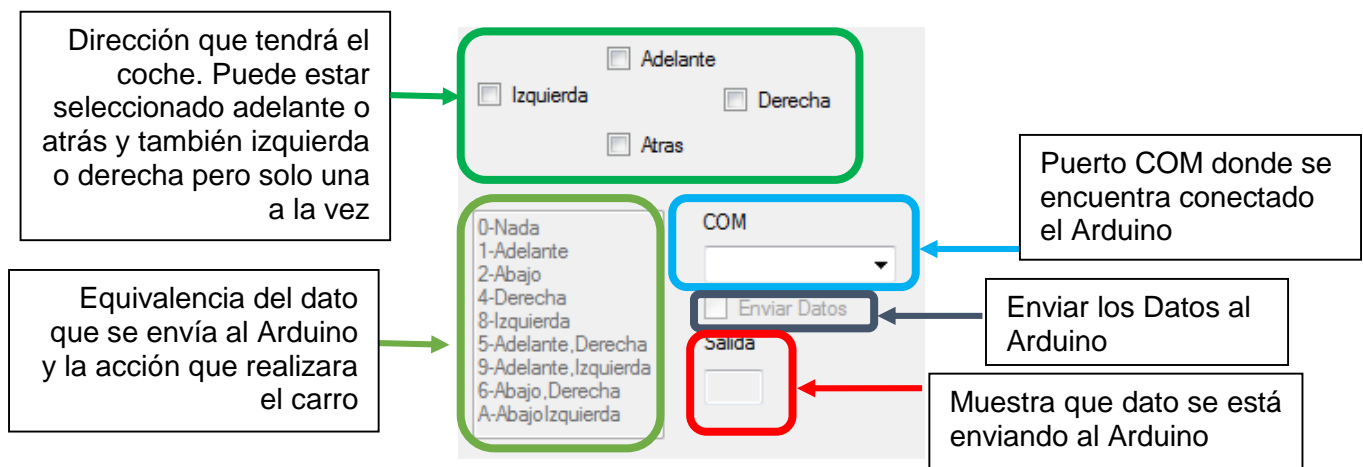 Dirección que tendrá el
coche. Puede estar
seleccionado adelante o
atrás y también izquierda
o derecha pero solo una
a la vez
Adelante
Izquierda
Derecha
Atras
Puerto COM donde se
encuentra conectado
el Arduino
0-Nada
1-Adelante
2-Abajo
4-Derecha
8-Izquierda
5-Adelante,Derecha
9-Adelante,Izquierda
6-Abajo,Derecha
A-AbajoIzquierda
COM
Enviar Datos
Salida
Equivalencia del dato
que se envía al Arduino
y la acción que realizara
el carro
Enviar los Datos al
Arduino
Muestra que dato se está
enviando al Arduino